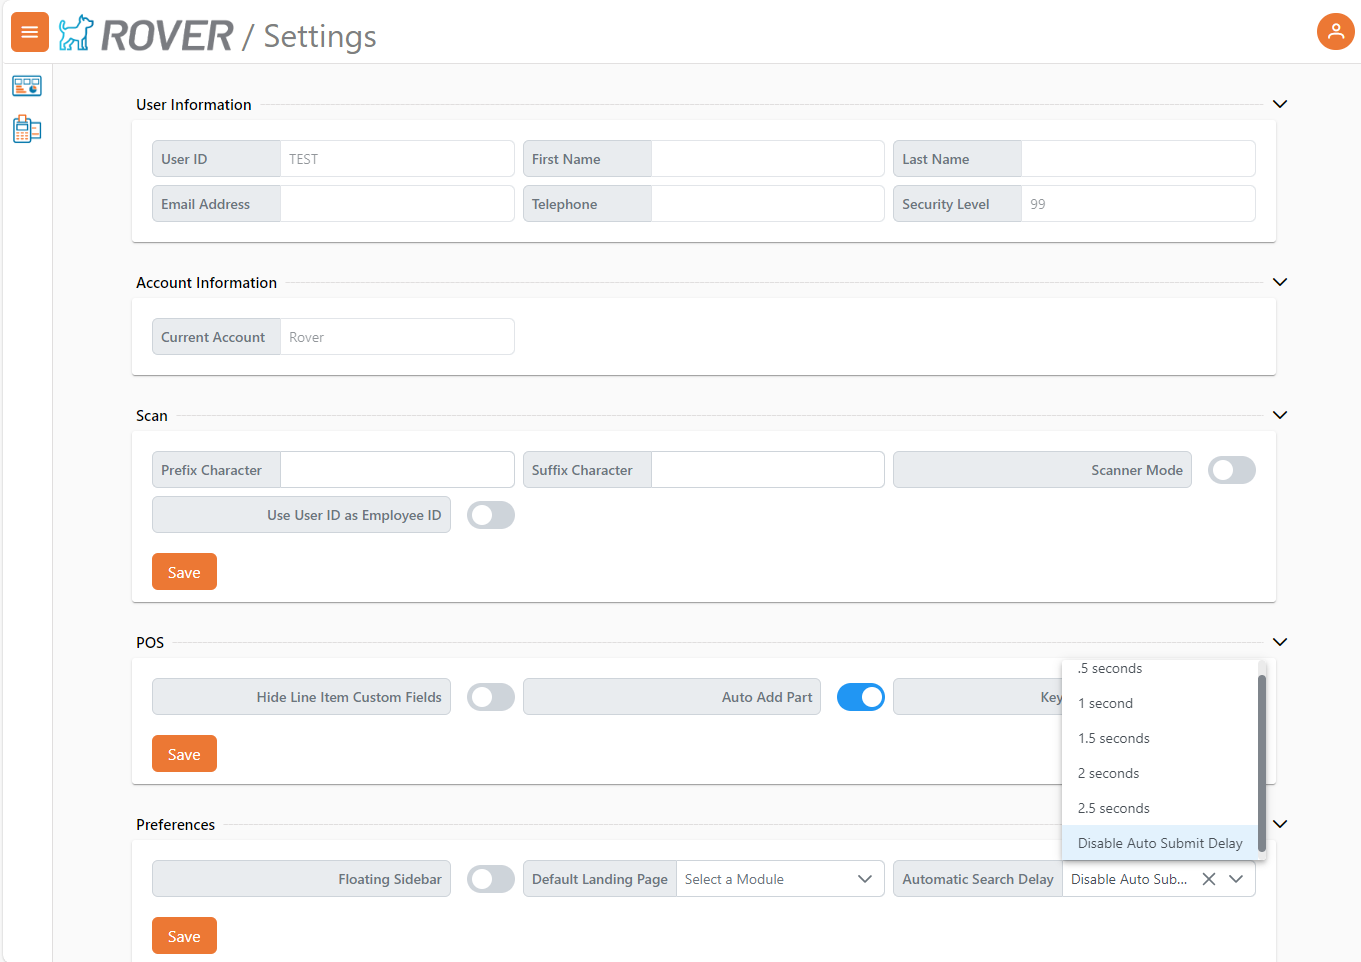 ROVER / Settings
User Information
User ID TEST First Name Last Name
Email Address Telephone Security Level 99
Account Information
Current Account Rover
Scan
Prefix Character Suffix Character Scanner Mode
Use User ID as Employee ID
Save
POS
Hide Line Item Custom Fields Auto Add Part Key
Save
.5 seconds
1 second
1.5 seconds
2 seconds
2.5 seconds
Disable Auto Submit Delay
Preferences
Floating Sidebar Default Landing Page Select a Module Automatic Search Delay Disable Auto Sub...
Save